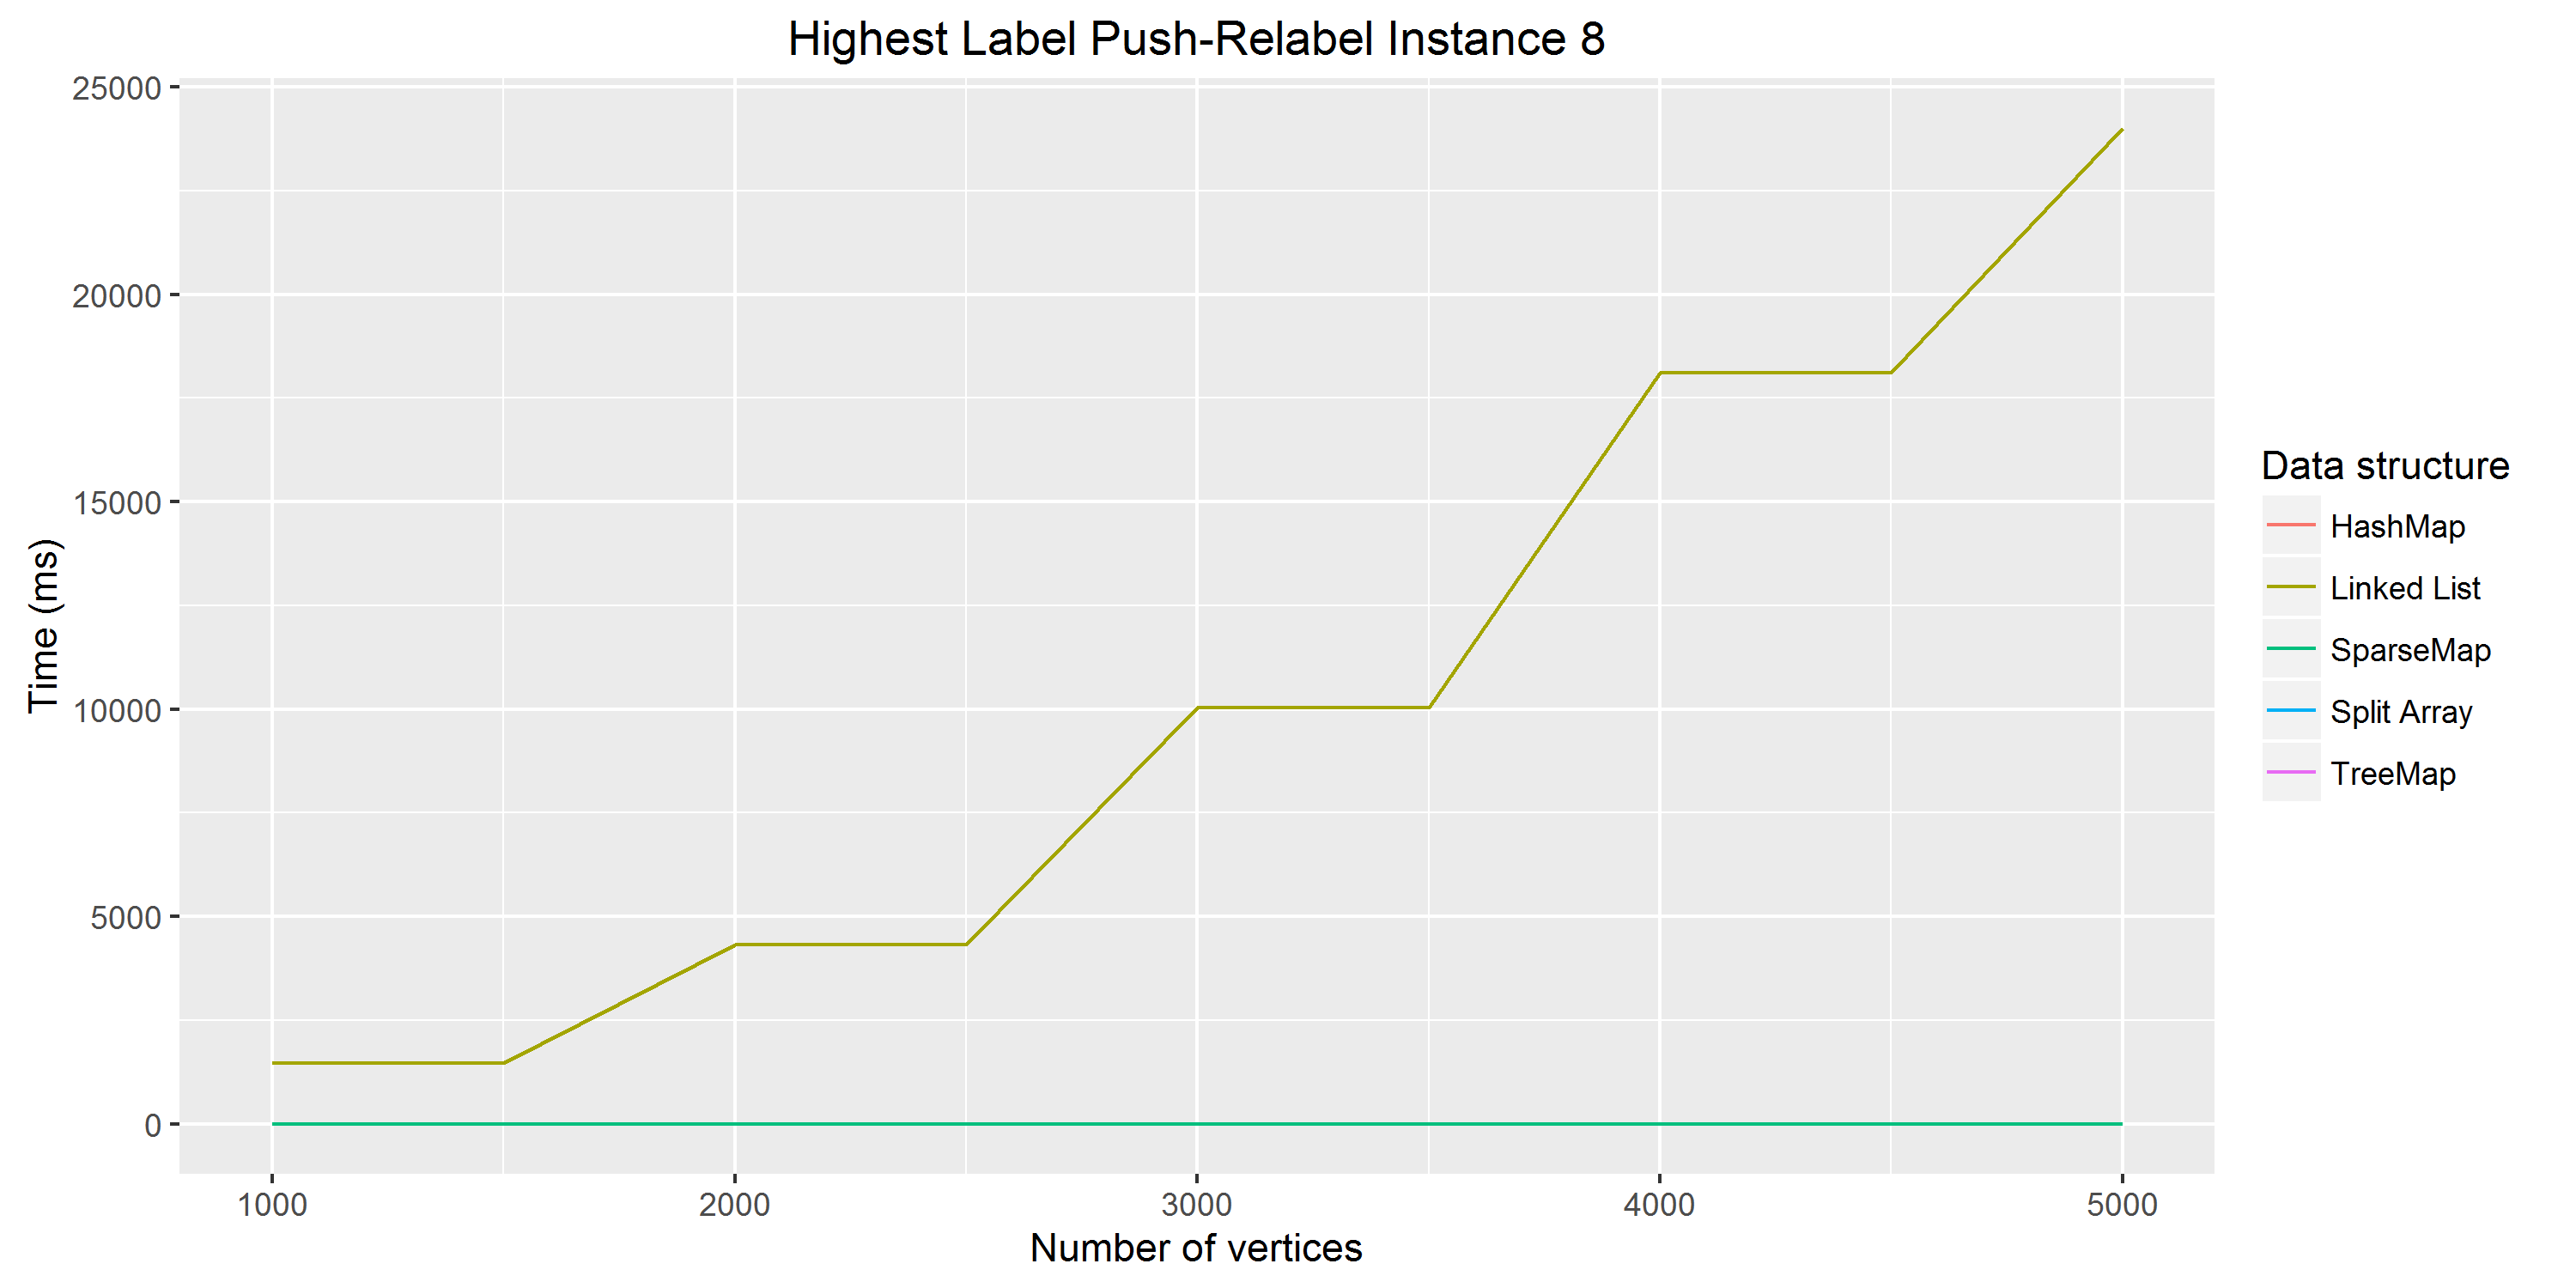 Highest Label Push-Relabel Instance 8
25000
20000
15000
10000
5000
0
Time (ms)
1000
2000
3000
4000
5000
Number of vertices
Data structure
HashMap
Linked List
SparseMap
Split Array
TreeMap